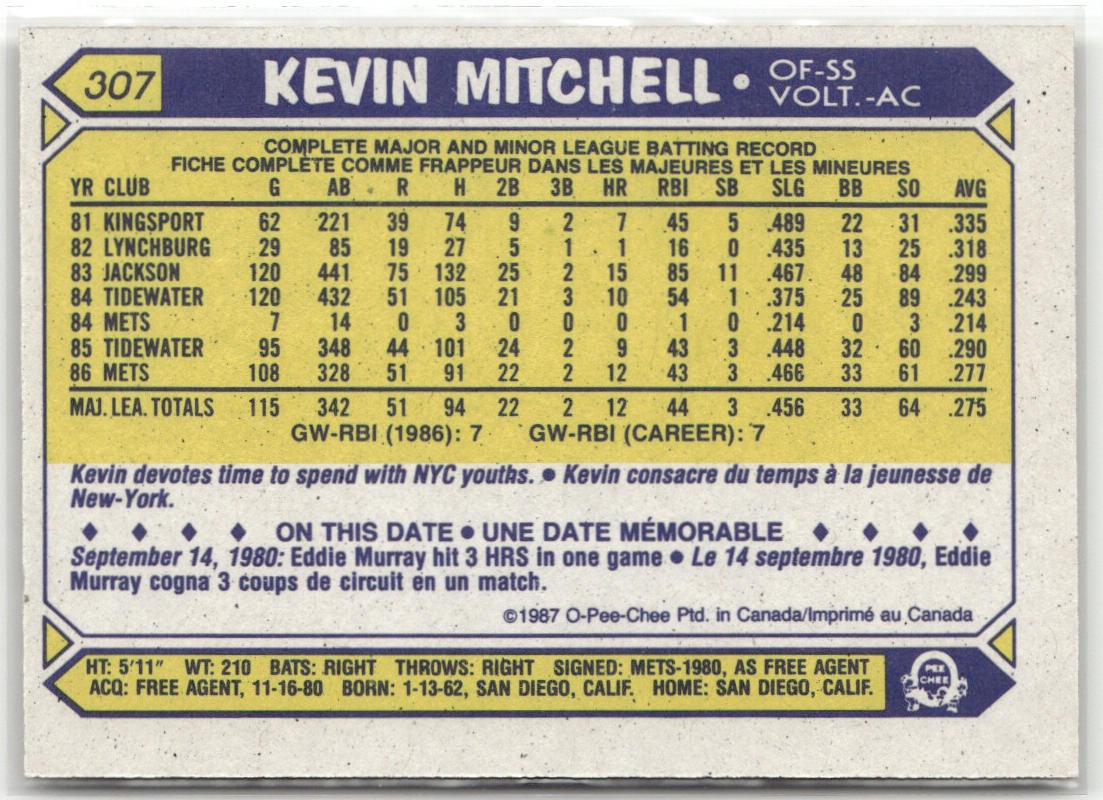 307 KEVIN MITCHELL • OF-SS
VOLT.-AC
COMPLETE MAJOR AND MINOR LEAGUE BATTING RECORD
FICHE COMPLÈTE COMME FRAPPEUR DANS LES MAJEURES ET LES MINEURES
YR CLUB G AB R H 2B 3B HR RBI SB SLG BB SO AVG
81 KINGSPORT 62 221 39 74 9 2 7 45 5 .489 22 31 .335
82 LYNCHBURG 29 85 19 27 5 1 1 16 0 .435 13 25 .318
83 JACKSON 120 441 75 132 25 2 15 85 11 .467 48 84 .299
84 TIDEWATER 120 432 51 105 21 3 10 54 1 .375 25 89 .243
84 METS 7 14 0 3 0 0 0 1 0 .214 0 3 .214
85 TIDEWATER 95 348 44 101 24 2 9 43 3 .448 32 60 .290
86 METS 108 328 51 91 22 2 12 43 3 .466 33 61 .277
MAJ. LEA. TOTALS 115 342 51 94 22 2 12 44 3 .456 33 64 .275
GW-RBI (1986): 7 GW-RBI (CAREER): 7
Kevin devotes time to spend with NYC youths. • Kevin consacre du temps à la jeunesse de
New-York.
♦ ♦ ♦ ♦ ON THIS DATE • UNE DATE MÉMORABLE ♦ ♦ ♦ ♦
September 14, 1980: Eddie Murray hit 3 HRS in one game • Le 14 septembre 1980, Eddie
Murray cogna 3 coups de circuit en un match.
©1987 O-Pee-Chee Ptd. in Canada/Imprimé au Canada
HT: 5'11" WT: 210 BATS: RIGHT THROWS: RIGHT SIGNED: METS-1980, AS FREE AGENT
ACQ: FREE AGENT, 11-16-80 BORN: 1-13-62, SAN DIEGO, CALIF. HOME: SAN DIEGO, CALIF.
PEE
CHEE